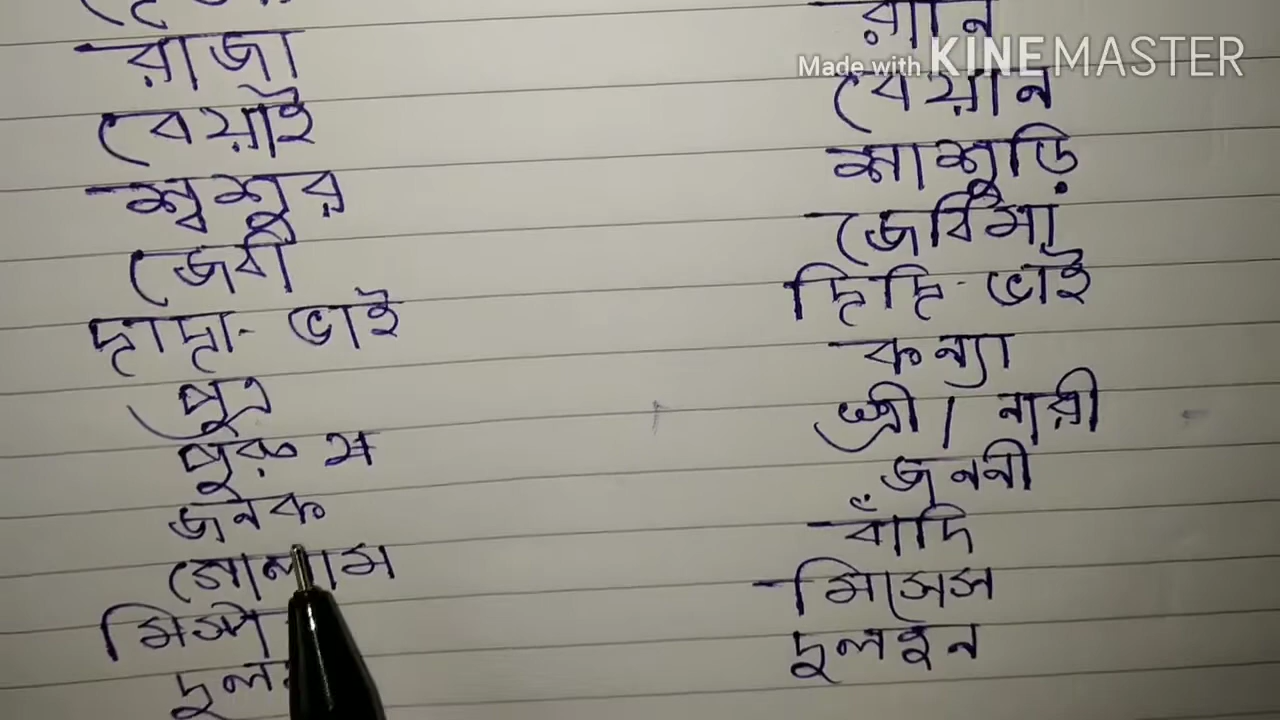 রাজা রানি
Made with KINEMASTER
বেয়াই বেয়ান
শ্বশুর শাশুড়ি
জেঠা জেঠিমা
দাদা-ভাই দিদি-ভাই
পুত্র কন্যা
পুরুষ স্ত্রী / নারী
জনক জননী
গোলাম বাঁদি
মিসেস
দুলহন